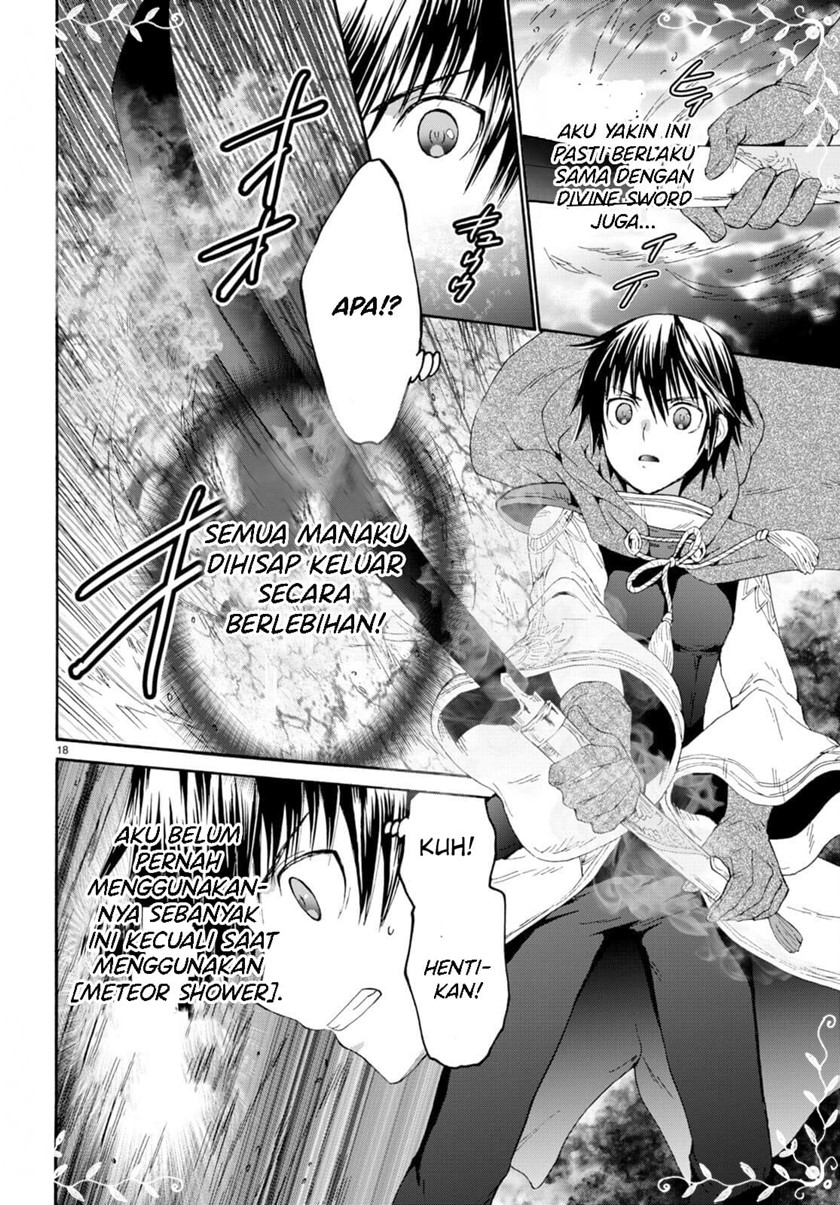 AKU YAKIN INI
PASTI BERLAKU
SAMA DENGAN
DIVINE SWORD
JUGA...
APA!?
SEMUA MANAKU
DIHISAP KELUAR
SECARA
BERLEBIHAN!
18
KUH!
HENTI-
KAN!
AKU BELUM
PERNAH
MENGGUNAKAN-
NYA SEBANYAK
INI KECUALI SAAT
MENGGUNAKAN
[METEOR SHOWER].